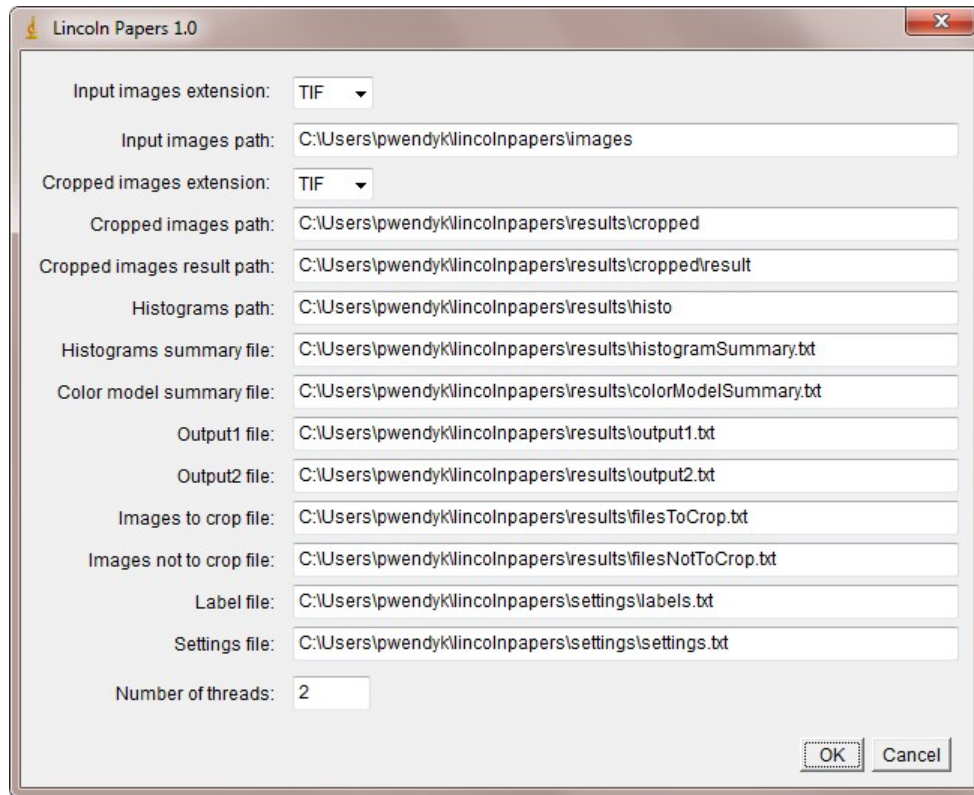 Lincoln Papers 1.0
Input images extension: TIF
Input images path: C:\Users\pwendyk\lincolnpapers\images
Cropped images extension: TIF
Cropped images path: C:\Users\pwendyk\lincolnpapers\results\cropped
Cropped images result path: C:\Users\pwendyk\lincolnpapers\results\cropped\result
Histograms path: C:\Users\pwendyk\lincolnpapers\results\histo
Histograms summary file: C:\Users\pwendyk\lincolnpapers\results\histogramSummary.txt
Color model summary file: C:\Users\pwendyk\lincolnpapers\results\colorModelSummary.txt
Output1 file: C:\Users\pwendyk\lincolnpapers\results\output1.txt
Output2 file: C:\Users\pwendyk\lincolnpapers\results\output2.txt
Images to crop file: C:\Users\pwendyk\lincolnpapers\results\filesToCrop.txt
Images not to crop file: C:\Users\pwendyk\lincolnpapers\results\filesNotToCrop.txt
Label file: C:\Users\pwendyk\lincolnpapers\settings\labels.txt
Settings file: C:\Users\pwendyk\lincolnpapers\settings\settings.txt
Number of threads: 2
OK Cancel